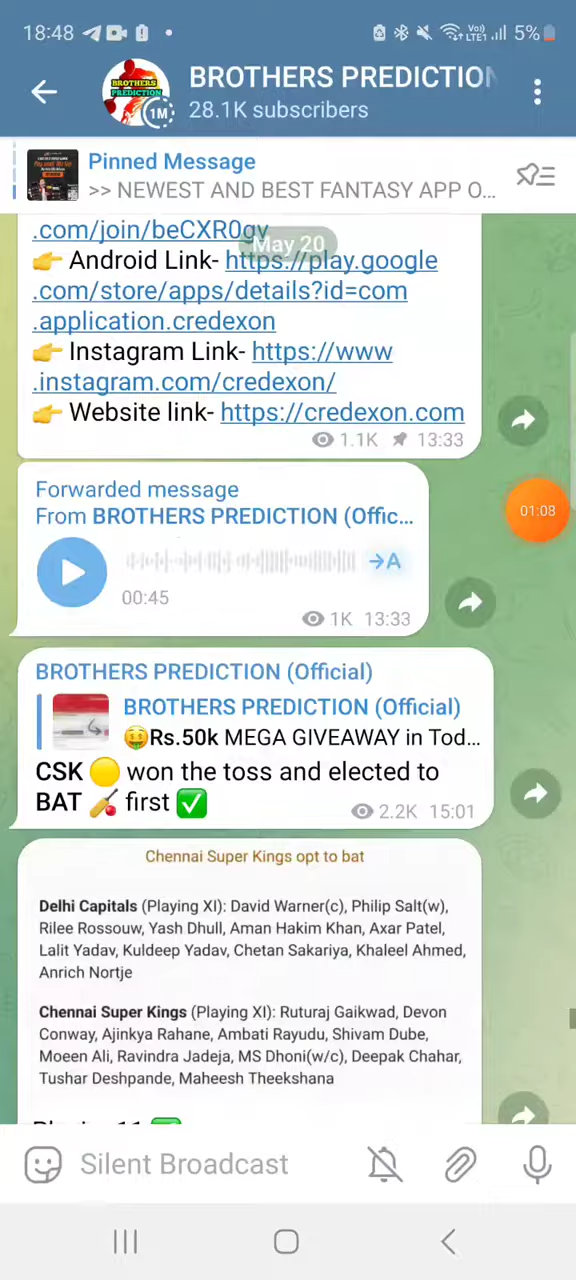 18:48
5%
BROTHERS PREDICTION
1M
28.1K subscribers
Pinned Message
>> NEWEST AND BEST FANTASY APP O...
.com/join/beCXR0gv
May 20
👉 Android Link- https://play.google
.com/store/apps/details?id=com
.application.credexon
👉 Instagram Link- https://www
.instagram.com/credexon/
👉 Website link- https://credexon.com
1.1K 13:33
Forwarded message
From BROTHERS PREDICTION (Offic...
→A
00:45
1K 13:33
01:08
BROTHERS PREDICTION (Official)
BROTHERS PREDICTION (Official)
🤑Rs.50k MEGA GIVEAWAY in Tod...
CSK 🟡 won the toss and elected to
BAT 🏏 first ✅
2.2K 15:01
Chennai Super Kings opt to bat
Delhi Capitals (Playing XI): David Warner(c), Philip Salt(w),
Rilee Rossouw, Yash Dhull, Aman Hakim Khan, Axar Patel,
Lalit Yadav, Kuldeep Yadav, Chetan Sakariya, Khaleel Ahmed,
Anrich Nortje
Chennai Super Kings (Playing XI): Ruturaj Gaikwad, Devon
Conway, Ajinkya Rahane, Ambati Rayudu, Shivam Dube,
Moeen Ali, Ravindra Jadeja, MS Dhoni(w/c), Deepak Chahar,
Tushar Deshpande, Maheesh Theekshana
Silent Broadcast